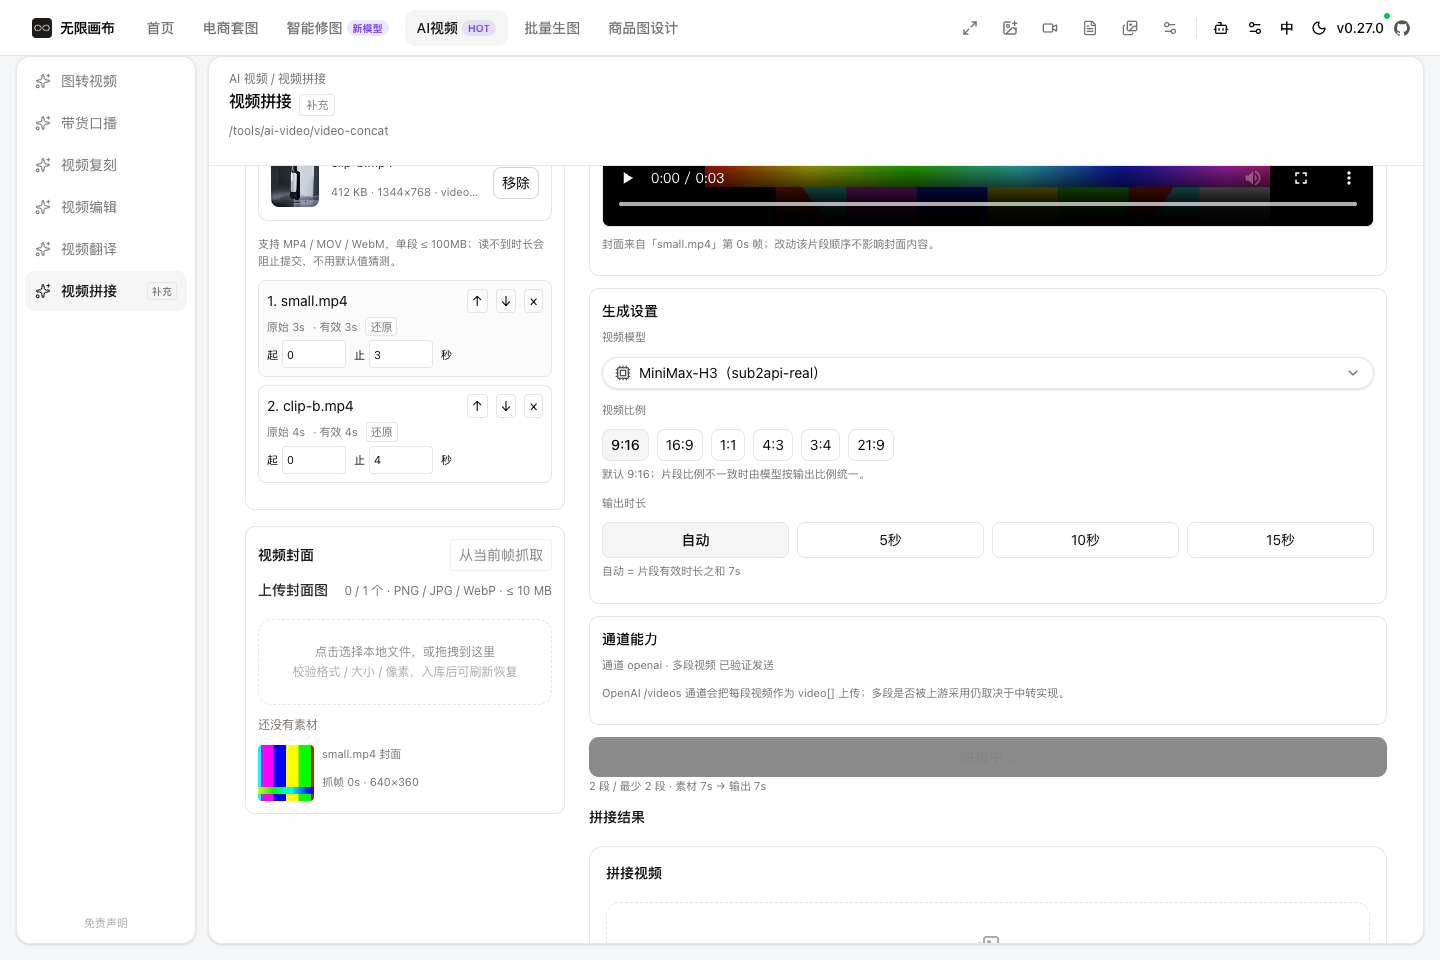 无限画布
首页
电商套图
智能修图 新模型
AI视频 HOT
批量生图
商品图设计
中
v0.27.0
图转视频
带货口播
视频复刻
视频编辑
视频翻译
视频拼接 补充
免责声明
AI 视频 / 视频拼接
视频拼接 补充
/tools/ai-video/video-concat
412 KB · 1344×768 · video...
移除
支持 MP4 / MOV / WebM，单段 ≤ 100MB；读不到时长会
阻止提交，不用默认值猜测。
1. small.mp4
原始 3s · 有效 3s 还原
起 0 止 3 秒
2. clip-b.mp4
原始 4s · 有效 4s 还原
起 0 止 4 秒
视频封面 从当前帧抓取
上传封面图 0 / 1 个 · PNG / JPG / WebP · ≤ 10 MB
点击选择本地文件，或拖拽到这里
校验格式 / 大小 / 像素，入库后可刷新恢复
还没有素材
small.mp4 封面
抓帧 0s · 640×360
0:00 / 0:03
封面来自「small.mp4」第 0s 帧；改动该片段顺序不影响封面内容。
生成设置
视频模型
MiniMax-H3（sub2api-real）
视频比例
9:16 16:9 1:1 4:3 3:4 21:9
默认 9:16；片段比例不一致时由模型按输出比例统一。
输出时长
自动 5秒 10秒 15秒
自动 = 片段有效时长之和 7s
通道能力
通道 openai · 多段视频 已验证发送
OpenAI /videos 通道会把每段视频作为 video[] 上传；多段是否被上游采用仍取决于中转实现。
2 段 / 最少 2 段 · 素材 7s → 输出 7s
拼接结果
拼接视频